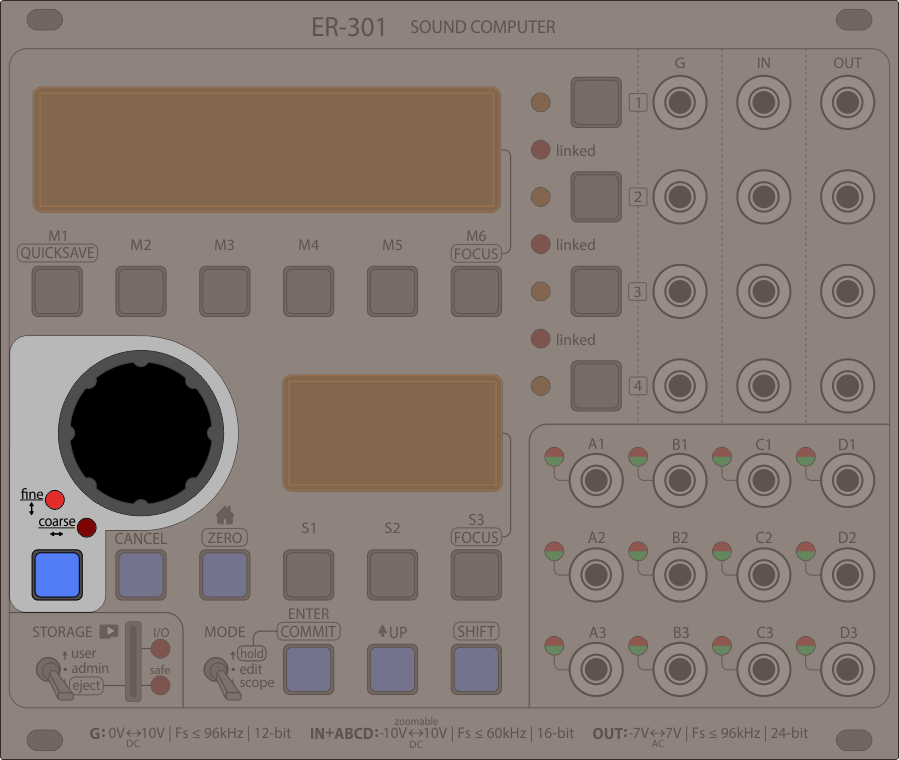 ER-301 SOUND COMPUTER
G IN OUT
1
linked
2
linked
3
linked
4
M1 M2 M3 M4 M5 M6
QUICKSAVE FOCUS
fine
coarse
CANCEL ZERO S1 S2 S3
FOCUS
A1 B1 C1 D1
A2 B2 C2 D2
A3 B3 C3 D3
STORAGE I/O
user
admin
eject safe
MODE
hold
edit
scope
ENTER
COMMIT UP SHIFT
G: 0V↔10V | Fs ≤ 96kHz | 12-bit
DC
zoomable
IN+ABCD: -10V↔10V | Fs ≤ 60kHz | 16-bit
DC
OUT: -7V↔7V | Fs ≤ 96kHz | 24-bit
AC